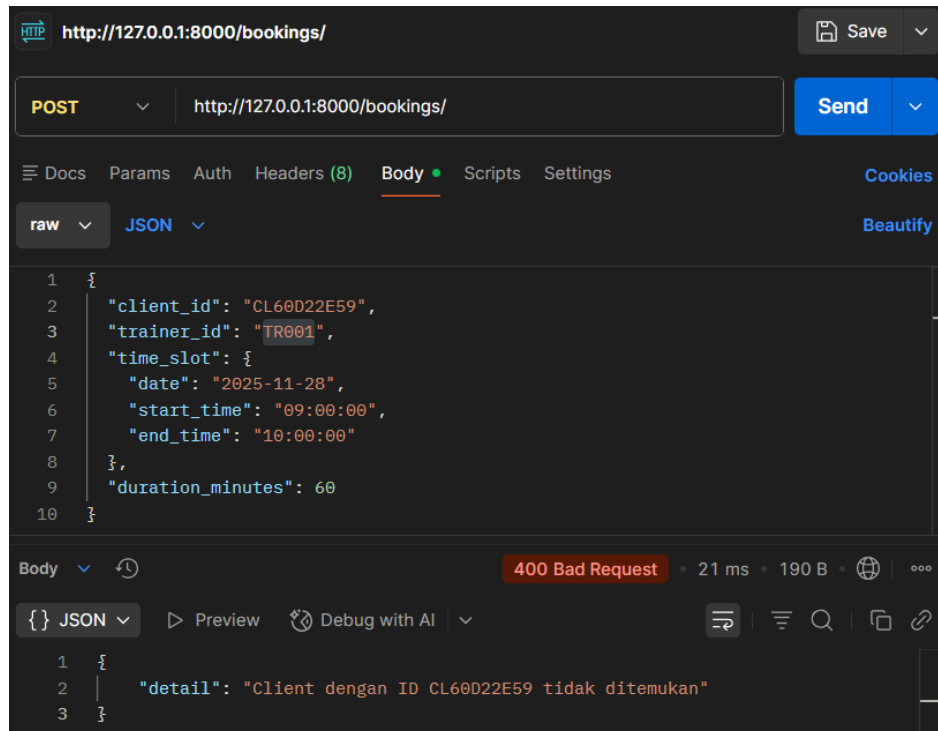 HTTP http://127.0.0.1:8000/bookings/ Save
POST http://127.0.0.1:8000/bookings/ Send
Docs Params Auth Headers (8) Body Scripts Settings Cookies
raw JSON Beautify
1 {
2 "client_id": "CL60D22E59",
3 "trainer_id": "TR001",
4 "time_slot": {
5 "date": "2025-11-28",
6 "start_time": "09:00:00",
7 "end_time": "10:00:00"
8 },
9 "duration_minutes": 60
10 }
Body 400 Bad Request • 21 ms • 190 B •
{} JSON Preview Debug with AI
1 {
2 "detail": "Client dengan ID CL60D22E59 tidak ditemukan"
3 }